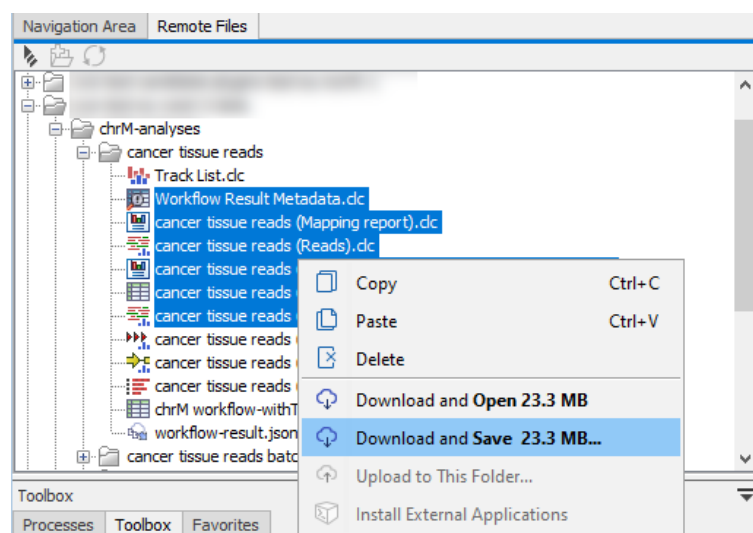 Navigation Area Remote Files
chrM-analyses
cancer tissue reads
Track List.clc
Workflow Result Metadata.clc
cancer tissue reads (Mapping report).clc
cancer tissue reads (Reads).clc
cancer tissue reads (
cancer tissue reads (
cancer tissue reads (
cancer tissue reads (
cancer tissue reads (
cancer tissue reads (
chrM workflow-withT
workflow-result.json
cancer tissue reads batc
Copy Ctrl+C
Paste Ctrl+V
Delete
Download and Open 23.3 MB
Download and Save 23.3 MB...
Upload to This Folder...
Install External Applications
Toolbox
Processes Toolbox Favorites